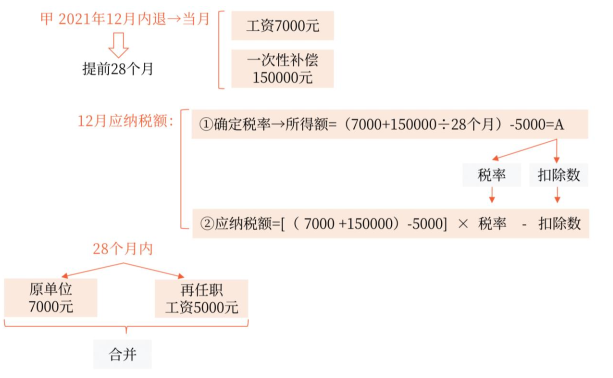 甲 2021年12月内退→当月
工资7000元
提前28个月
一次性补偿
150000元
12月应纳税额：
①确定税率→所得额=（7000+150000÷28个月）-5000=A
税率
扣除数
②应纳税额=[（ 7000 +150000）-5000] × 税率 - 扣除数
28个月内
原单位
7000元
再任职
工资5000元
合并